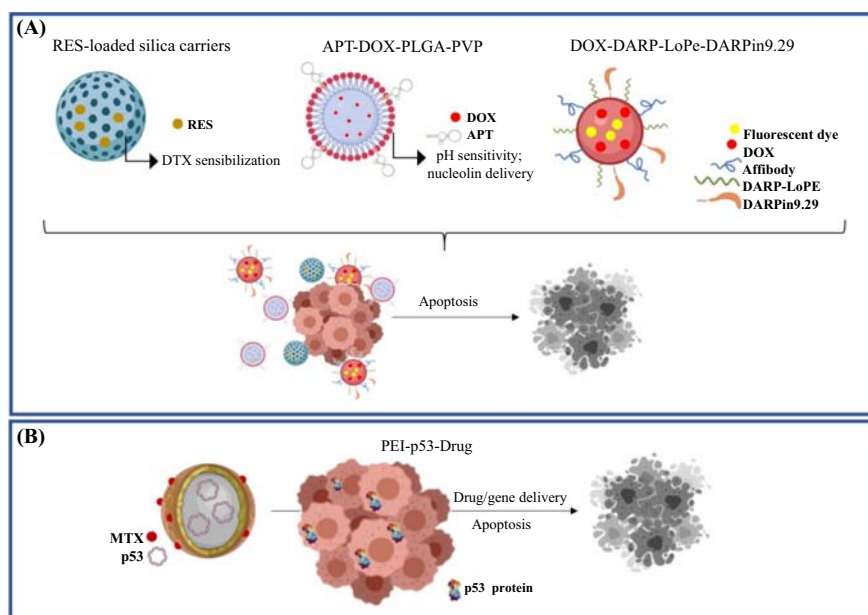 (A)
RES-loaded silica carriers
APT-DOX-PLGA-PVP
DOX-DARP-LoPe-DARPin9.29
RES
DTX sensibilization
DOX
APT
pH sensitivity;
nucleolin delivery
Fluorescent dye
DOX
Affibody
DARP-LoPE
DARPin9.29
Apoptosis
(B)
PEI-p53-Drug
MTX
p53
Drug/gene delivery
Apoptosis
p53 protein